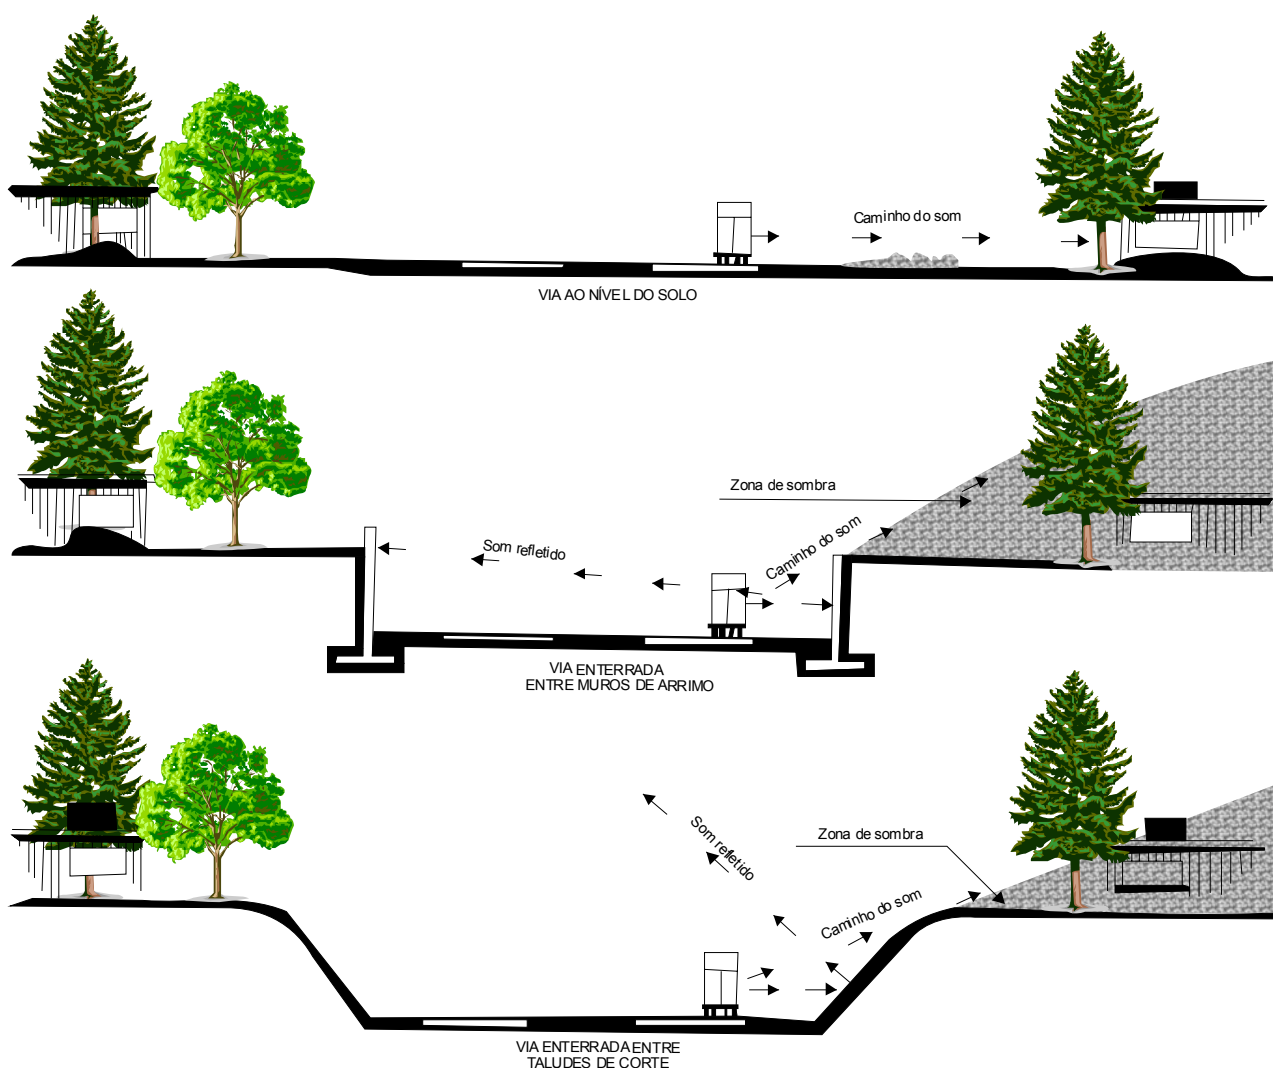 Caminho do som
VIA AO NÍVEL DO SOLO
Zona de sombra
Som refletido
Caminho do som
VIA ENTERRADA
ENTRE MUROS DE ARRIMO
Som refletido
Zona de sombra
Caminho do som
VIA ENTERRADA ENTRE
TALUDES DE CORTE